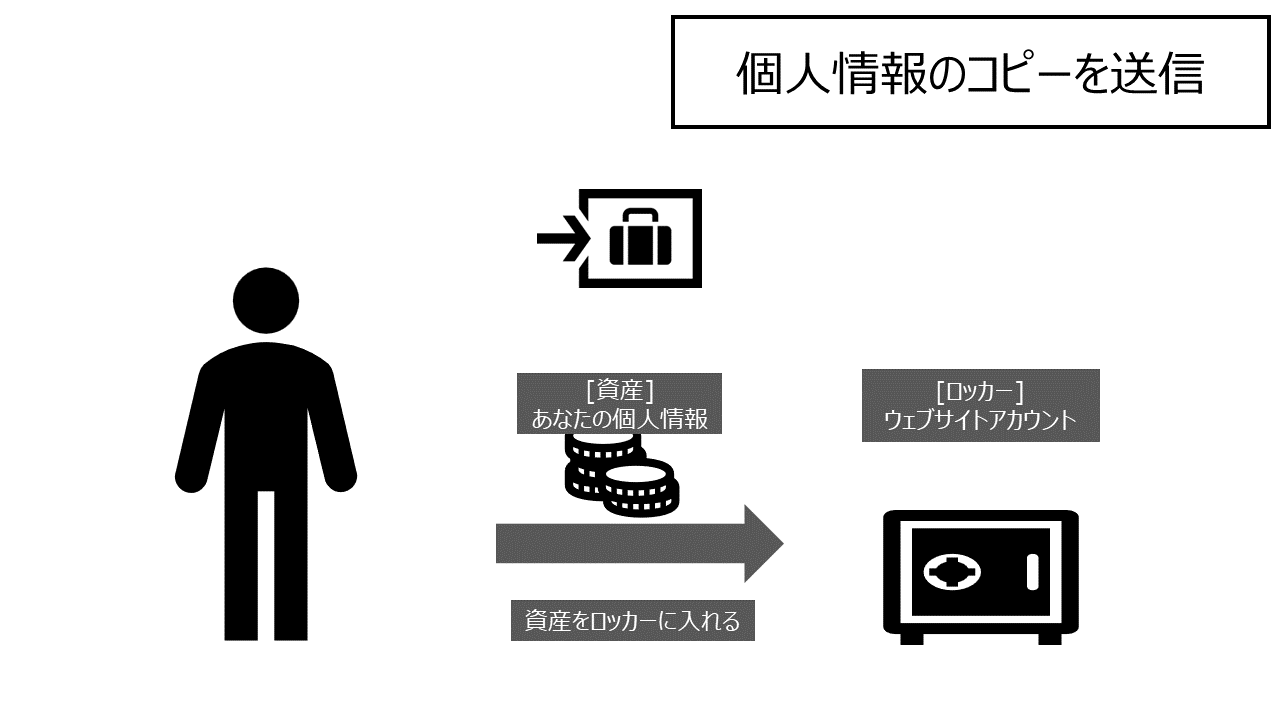 個人情報のコピーを送信
[資産]
あなたの個人情報
[ロッカー]
ウェブサイトアカウント
資産をロッカーに入れる